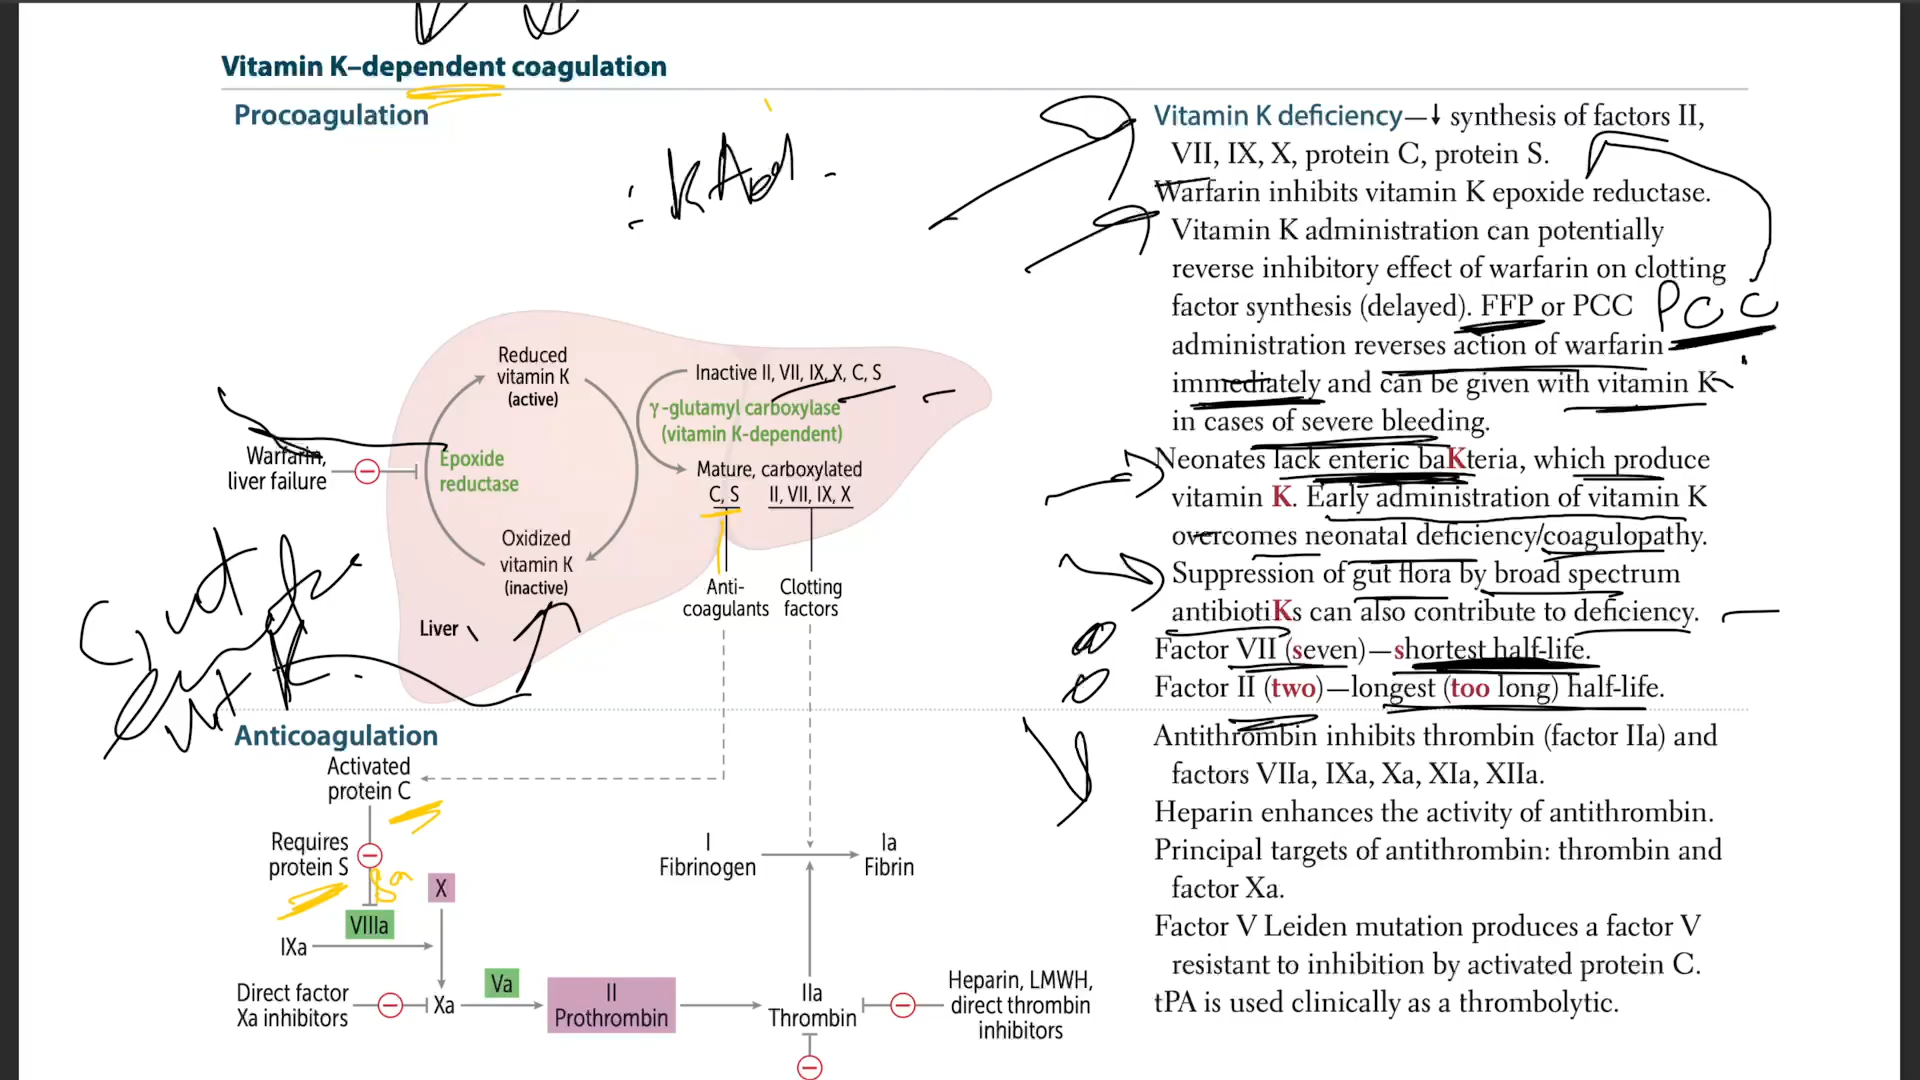 Vitamin K–dependent coagulation
Procoagulation
Reduced
vitamin K
(active)
Inactive II, VII, IX, X, C, S
γ-glutamyl carboxylase
(vitamin K-dependent)
Warfarin,
liver failure
Epoxide
reductase
Mature, carboxylated
C, S II, VII, IX, X
Oxidized
vitamin K
(inactive)
Anti-
coagulants
Clotting
factors
Liver
Vitamin K deficiency—↓ synthesis of factors II,
VII, IX, X, protein C, protein S.
Warfarin inhibits vitamin K epoxide reductase.
Vitamin K administration can potentially
reverse inhibitory effect of warfarin on clotting
factor synthesis (delayed). FFP or PCC PCC
administration reverses action of warfarin
immediately and can be given with vitamin K
in cases of severe bleeding.
Neonates lack enteric baKteria, which produce
vitamin K. Early administration of vitamin K
overcomes neonatal deficiency/coagulopathy.
Suppression of gut flora by broad spectrum
antibiotiKs can also contribute to deficiency.
Factor VII (seven)—shortest half-life.
Factor II (two)—longest (too long) half-life.
Anticoagulation
Activated
protein C
Requires
protein S
X
VIIIa
IXa
Direct factor
Xa inhibitors
Xa
Va
II
Prothrombin
I
Fibrinogen
Ia
Fibrin
IIa
Thrombin
Heparin, LMWH,
direct thrombin
inhibitors
Antithrombin inhibits thrombin (factor IIa) and
factors VIIa, IXa, Xa, XIa, XIIa.
Heparin enhances the activity of antithrombin.
Principal targets of antithrombin: thrombin and
factor Xa.
Factor V Leiden mutation produces a factor V
resistant to inhibition by activated protein C.
tPA is used clinically as a thrombolytic.